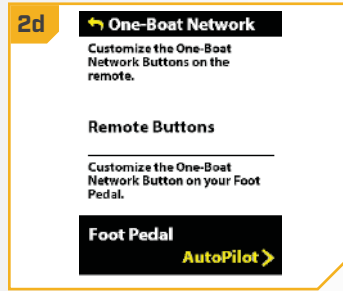 2d
One-Boat Network
Customize the One-Boat
Network Buttons on the
remote.
Remote Buttons
Customize the One-Boat
Network Button on your Foot
Pedal.
Foot Pedal
AutoPilot >